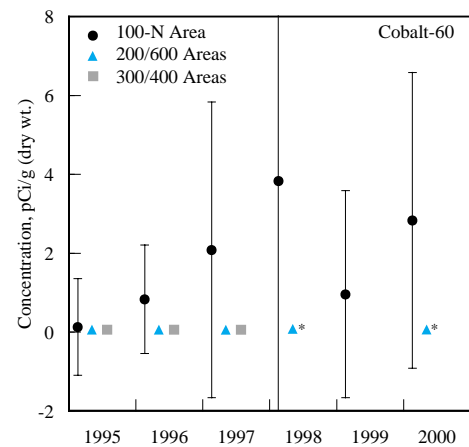 8
100-N Area
Cobalt-60
200/600 Areas
300/400 Areas
6
4
2
0
-2
Concentration, pCi/g (dry wt.)
*
*
1995 1996 1997 1998 1999 2000